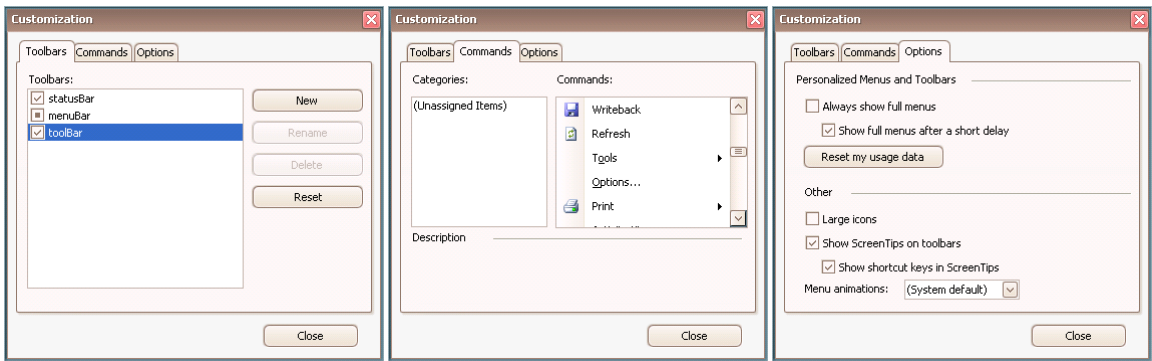 Customization
Toolbars Commands Options
Toolbars:
statusBar
menuBar
toolBar
New
Rename
Delete
Reset
Close
Customization
Toolbars Commands Options
Categories: Commands:
(Unassigned Items)
Writeback
Refresh
Tools
Options...
Print
Description
Close
Customization
Toolbars Commands Options
Personalized Menus and Toolbars
Always show full menus
Show full menus after a short delay
Reset my usage data
Other
Large icons
Show ScreenTips on toolbars
Show shortcut keys in ScreenTips
Menu animations: (System default)
Close